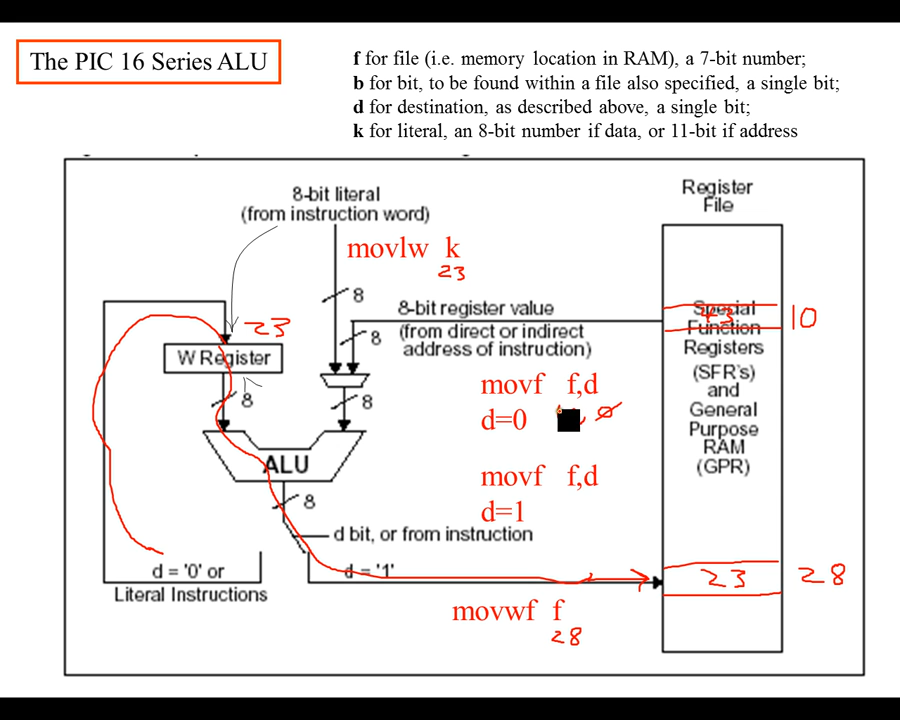 The PIC 16 Series ALU
f for file (i.e. memory location in RAM), a 7-bit number;
b for bit, to be found within a file also specified, a single bit;
d for destination, as described above, a single bit;
k for literal, an 8-bit number if data, or 11-bit if address
8-bit literal
(from instruction word)
Register
File
movlw k
23
8
8-bit register value
(from direct or indirect
address of instruction)
8
23
W Register
8
8
43
10
Special
Function
Registers
(SFR's)
and
General
Purpose
RAM
(GPR)
movf f,d
d=0
ALU
movf f,d
d=1
8
d bit, or from instruction
d = '0' or
Literal Instructions
d = '1'
23
28
movwf f
28